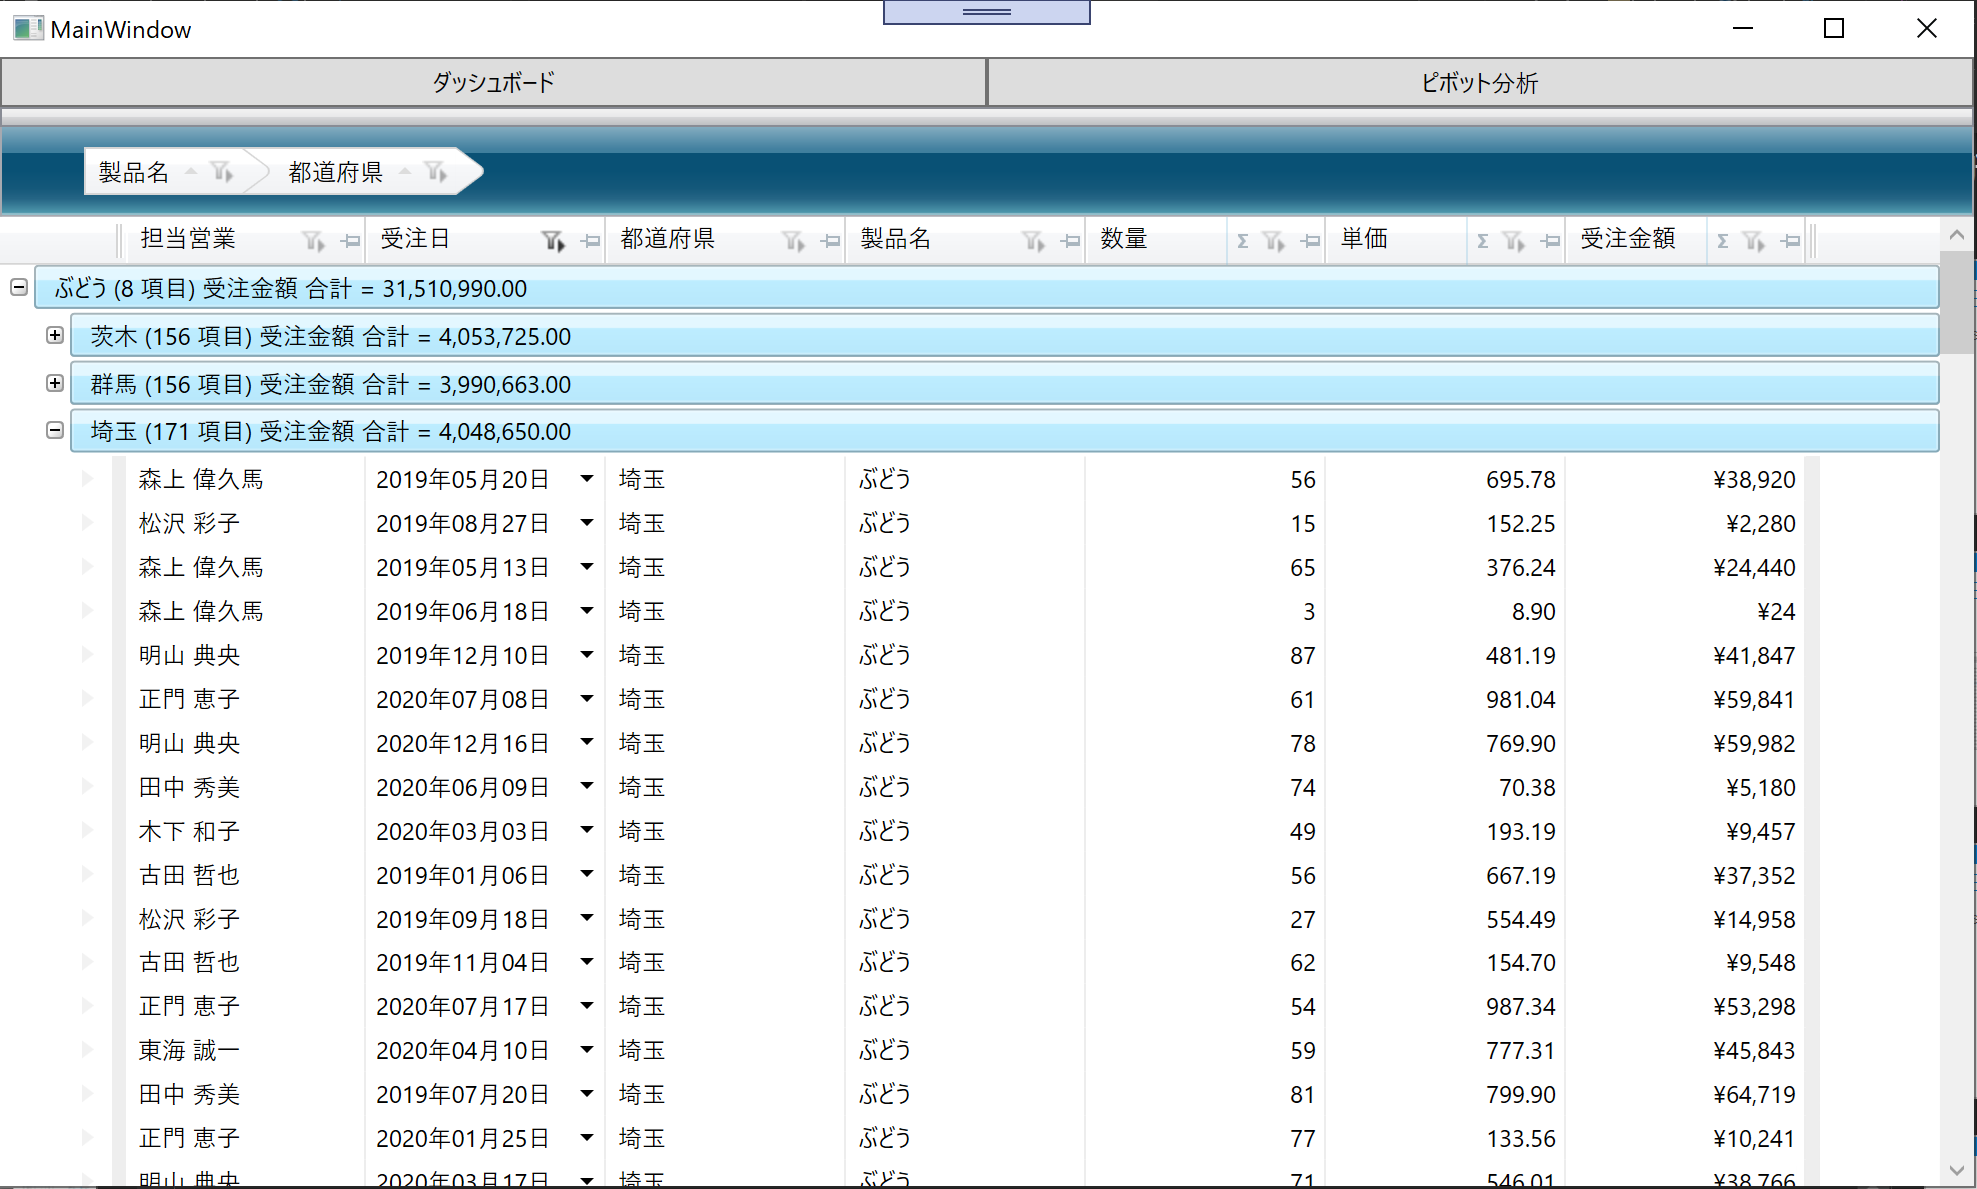 MainWindow
ダッシュボード ピボット分析
製品名 都道府県
担当営業 受注日 都道府県 製品名 数量 Σ 単価 Σ 受注金額 Σ
ぶどう (8 項目) 受注金額 合計 = 31,510,990.00
茨木 (156 項目) 受注金額 合計 = 4,053,725.00
群馬 (156 項目) 受注金額 合計 = 3,990,663.00
埼玉 (171 項目) 受注金額 合計 = 4,048,650.00
森上 偉久馬 2019年05月20日 埼玉 ぶどう 56 695.78 ¥38,920
松沢 彩子 2019年08月27日 埼玉 ぶどう 15 152.25 ¥2,280
森上 偉久馬 2019年05月13日 埼玉 ぶどう 65 376.24 ¥24,440
森上 偉久馬 2019年06月18日 埼玉 ぶどう 3 8.90 ¥24
明山 典央 2019年12月10日 埼玉 ぶどう 87 481.19 ¥41,847
正門 恵子 2020年07月08日 埼玉 ぶどう 61 981.04 ¥59,841
明山 典央 2020年12月16日 埼玉 ぶどう 78 769.90 ¥59,982
田中 秀美 2020年06月09日 埼玉 ぶどう 74 70.38 ¥5,180
木下 和子 2020年03月03日 埼玉 ぶどう 49 193.19 ¥9,457
古田 哲也 2019年01月06日 埼玉 ぶどう 56 667.19 ¥37,352
松沢 彩子 2019年09月18日 埼玉 ぶどう 27 554.49 ¥14,958
古田 哲也 2019年11月04日 埼玉 ぶどう 62 154.70 ¥9,548
正門 恵子 2020年07月17日 埼玉 ぶどう 54 987.34 ¥53,298
東海 誠一 2020年04月10日 埼玉 ぶどう 59 777.31 ¥45,843
田中 秀美 2019年07月20日 埼玉 ぶどう 81 799.90 ¥64,719
正門 恵子 2020年01月25日 埼玉 ぶどう 77 133.56 ¥10,241
明山 典央 2020年03月17日 埼玉 ぶどう 71 546.01 ¥38,766